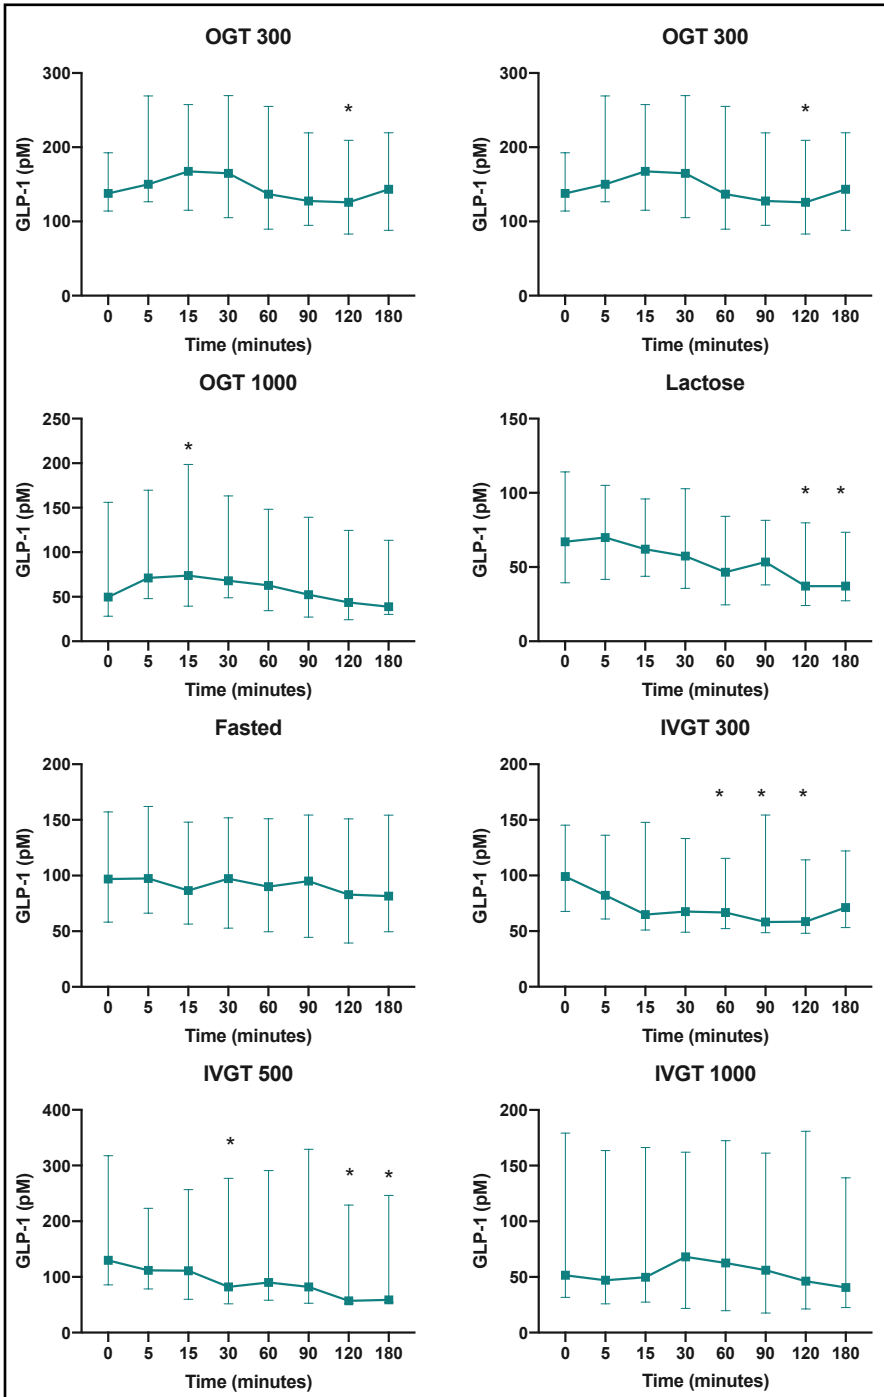 OGT 300
GLP-1 (pM)
300
200
100
0
*
0 5 15 30 60 90 120 180
Time (minutes)
OGT 300
GLP-1 (pM)
300
200
100
0
*
0 5 15 30 60 90 120 180
Time (minutes)
OGT 1000
GLP-1 (pM)
250
200
150
100
50
0
*
0 5 15 30 60 90 120 180
Time (minutes)
Lactose
GLP-1 (pM)
150
100
50
0
* *
0 5 15 30 60 90 120 180
Time (minutes)
Fasted
GLP-1 (pM)
200
150
100
50
0
0 5 15 30 60 90 120 180
Time (minutes)
IVGT 300
GLP-1 (pM)
200
150
100
50
0
* * *
0 5 15 30 60 90 120 180
Time (minutes)
IVGT 500
GLP-1 (pM)
400
300
200
100
0
* * *
0 5 15 30 60 90 120 180
Time (minutes)
IVGT 1000
GLP-1 (pM)
200
150
100
50
0
0 5 15 30 60 90 120 180
Time (minutes)